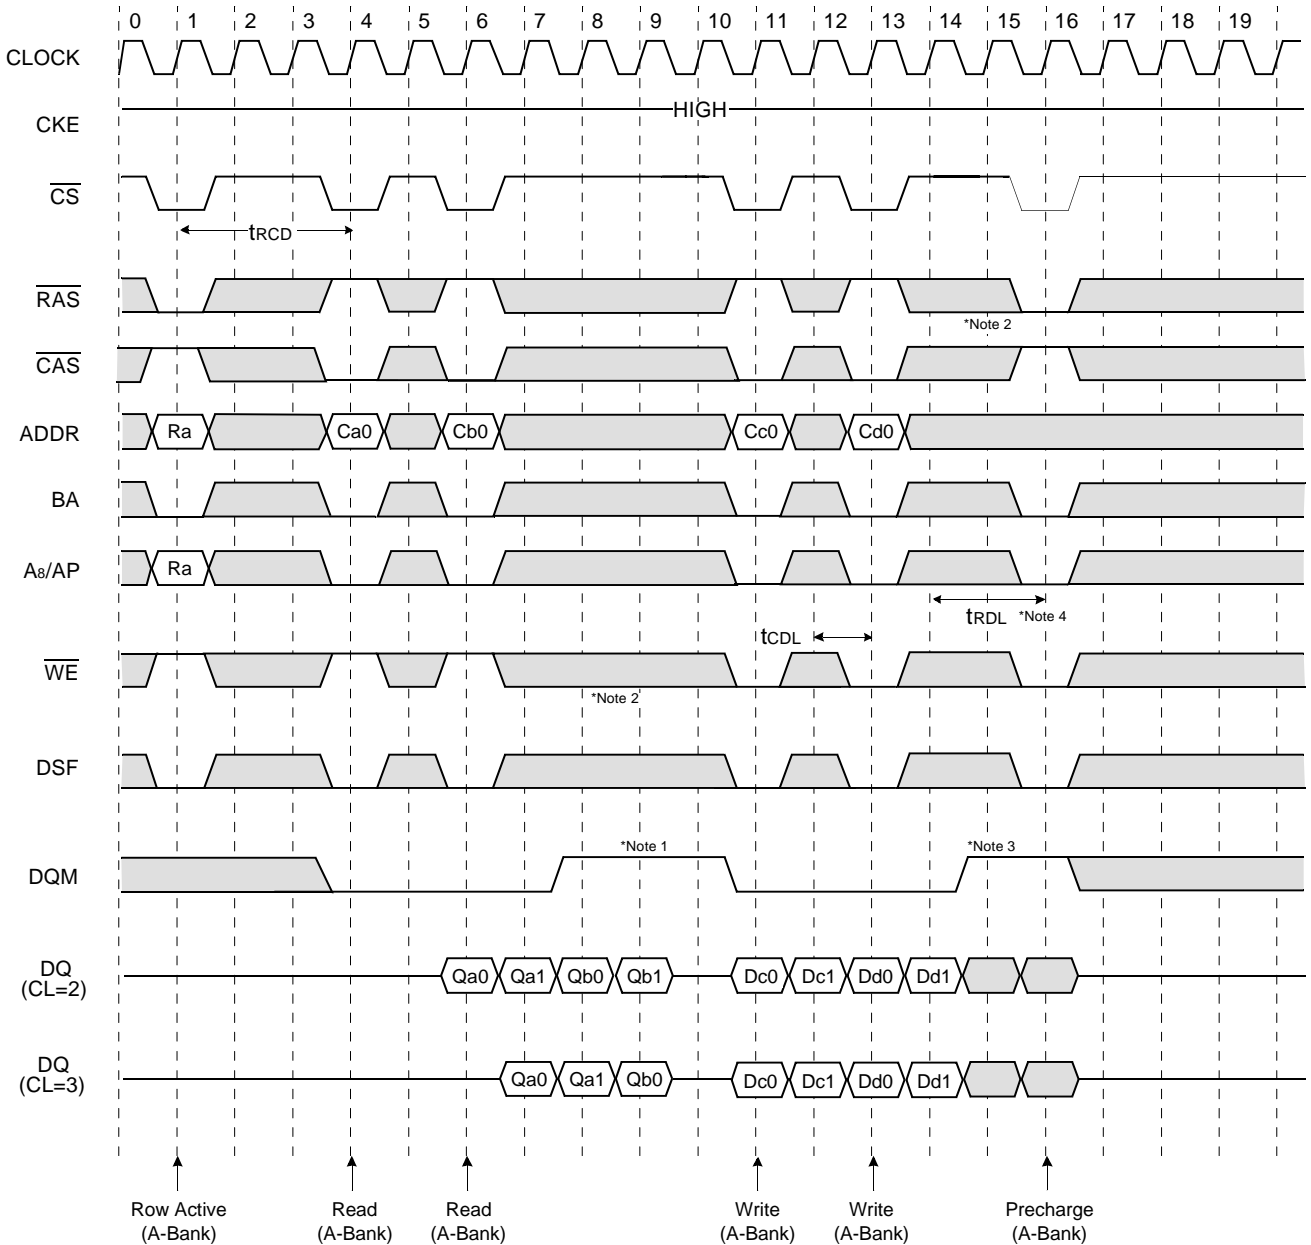 0 1 2 3 4 5 6 7 8 9 10 11 12 13 14 15 16 17 18 19
CLOCK
CKE
HIGH
CS
tRCD
RAS
*Note 2
CAS
ADDR
Ra
Ca0
Cb0
Cc0
Cd0
BA
A8/AP
Ra
tRDL
*Note 4
tCDL
WE
*Note 2
DSF
DQM
*Note 1
*Note 3
DQ
(CL=2)
Qa0 Qa1 Qb0 Qb1 Dc0 Dc1 Dd0 Dd1
DQ
(CL=3)
Qa0 Qa1 Qb0 Dc0 Dc1 Dd0 Dd1
Row Active
(A-Bank)
Read
(A-Bank)
Read
(A-Bank)
Write
(A-Bank)
Write
(A-Bank)
Precharge
(A-Bank)